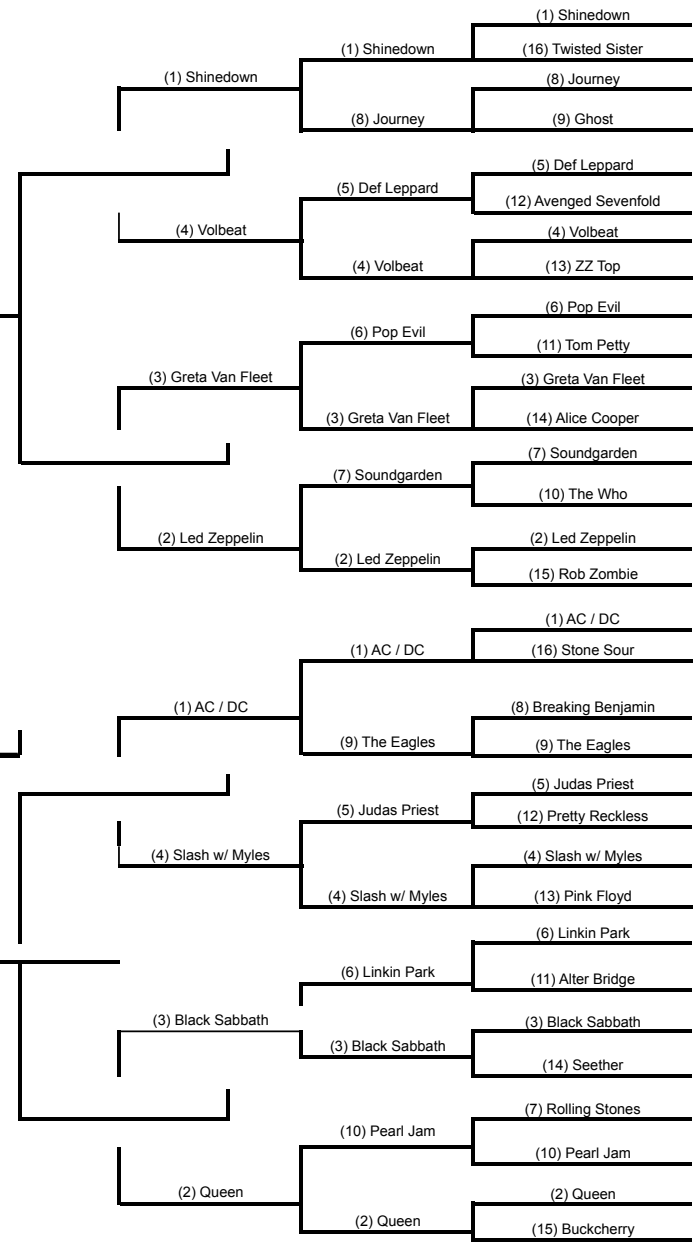 (1) Shinedown
(1) Shinedown
(16) Twisted Sister
(1) Shinedown
(8) Journey
(8) Journey
(9) Ghost
(5) Def Leppard
(5) Def Leppard
(12) Avenged Sevenfold
(4) Volbeat
(4) Volbeat
(4) Volbeat
(13) ZZ Top
(6) Pop Evil
(6) Pop Evil
(11) Tom Petty
(3) Greta Van Fleet
(3) Greta Van Fleet
(3) Greta Van Fleet
(14) Alice Cooper
(7) Soundgarden
(7) Soundgarden
(10) The Who
(2) Led Zeppelin
(2) Led Zeppelin
(2) Led Zeppelin
(15) Rob Zombie
(1) AC / DC
(1) AC / DC
(16) Stone Sour
(1) AC / DC
(8) Breaking Benjamin
(9) The Eagles
(9) The Eagles
(5) Judas Priest
(5) Judas Priest
(12) Pretty Reckless
(4) Slash w/ Myles
(4) Slash w/ Myles
(4) Slash w/ Myles
(13) Pink Floyd
(6) Linkin Park
(6) Linkin Park
(11) Alter Bridge
(3) Black Sabbath
(3) Black Sabbath
(3) Black Sabbath
(14) Seether
(7) Rolling Stones
(10) Pearl Jam
(10) Pearl Jam
(2) Queen
(2) Queen
(2) Queen
(15) Buckcherry